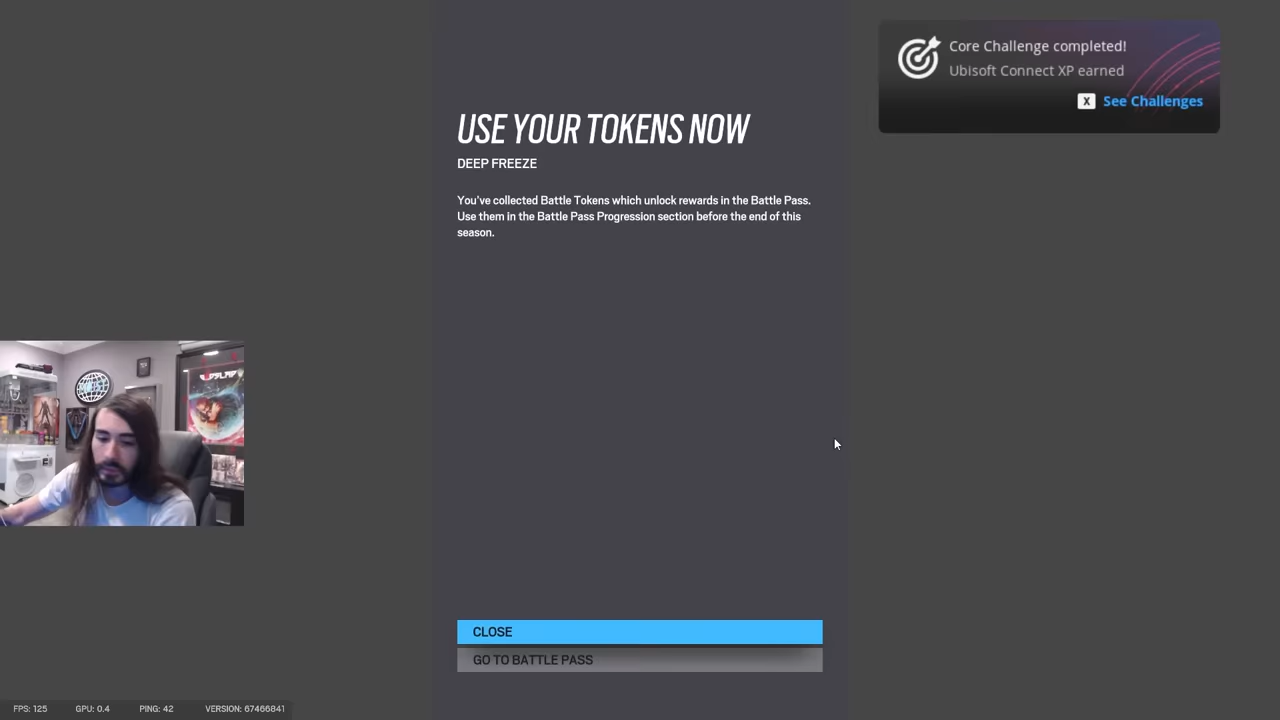 Core Challenge completed!
Ubisoft Connect XP earned
X See Challenges
USE YOUR TOKENS NOW
DEEP FREEZE
You've collected Battle Tokens which unlock rewards in the Battle Pass.
Use them in the Battle Pass Progression section before the end of this
season.
CLOSE
GO TO BATTLE PASS
FPS: 125 GPU: 0.4 PING: 42 VERSION: 67466841